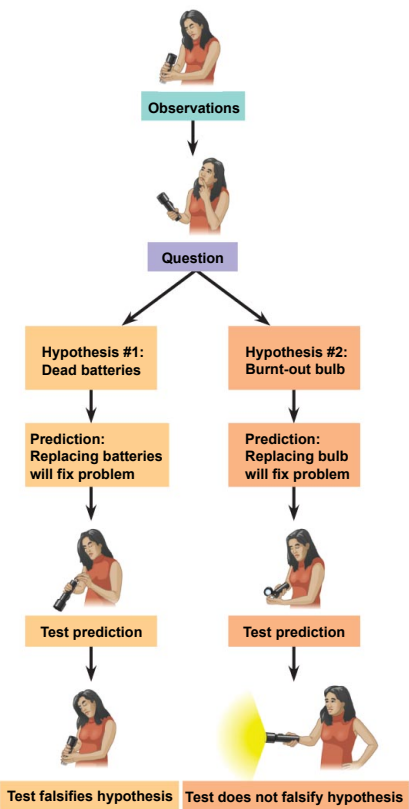 Observations
Question
Hypothesis #1:
Dead batteries
Hypothesis #2:
Burnt-out bulb
Prediction:
Replacing batteries
will fix problem
Prediction:
Replacing bulb
will fix problem
Test prediction
Test prediction
Test falsifies hypothesis
Test does not falsify hypothesis